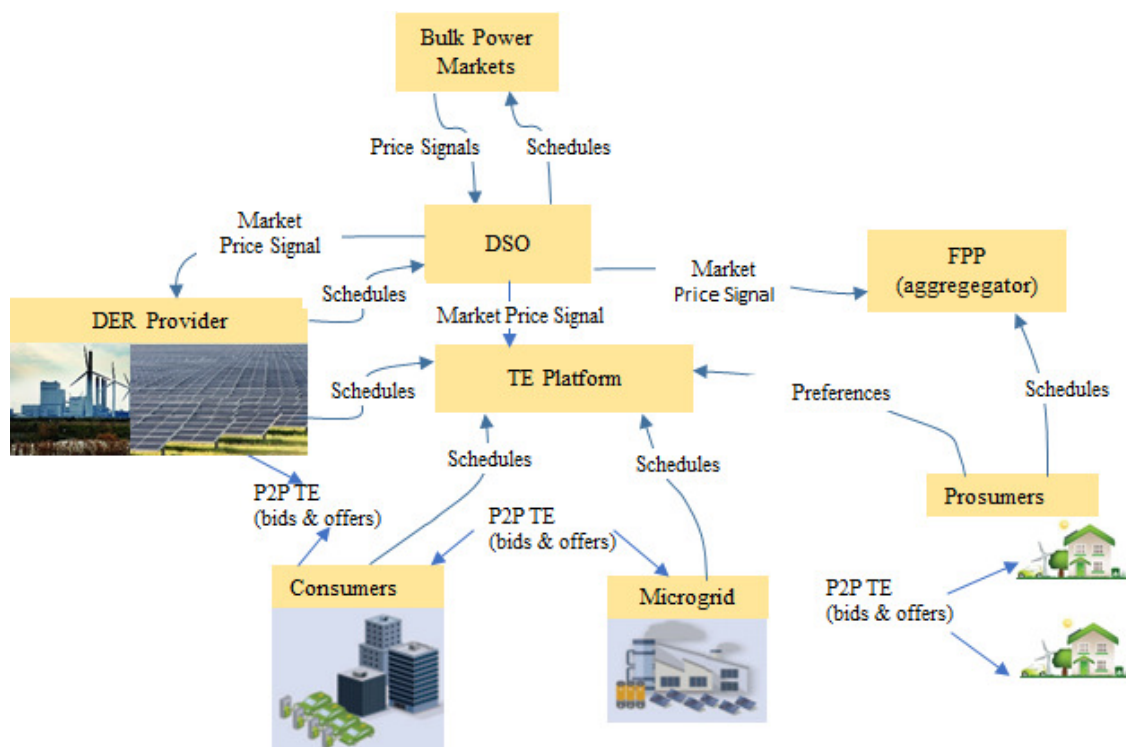 Bulk Power
Markets
Price Signals
Schedules
Market
Price Signal
DSO
Schedules
Market
Price Signal
FPP
(aggregegator)
DER Provider
Market Price Signal
Schedules
TE Platform
Preferences
Schedules
Schedules
Schedules
P2P TE
(bids & offers)
P2P TE
(bids & offers)
Prosumers
Consumers
Microgrid
P2P TE
(bids & offers)